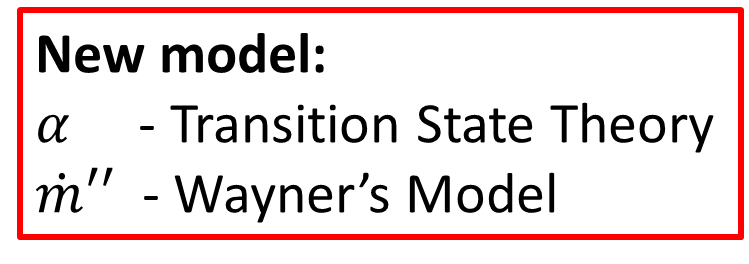 New model:
α - Transition State Theory
ṁ″ - Wayner’s Model